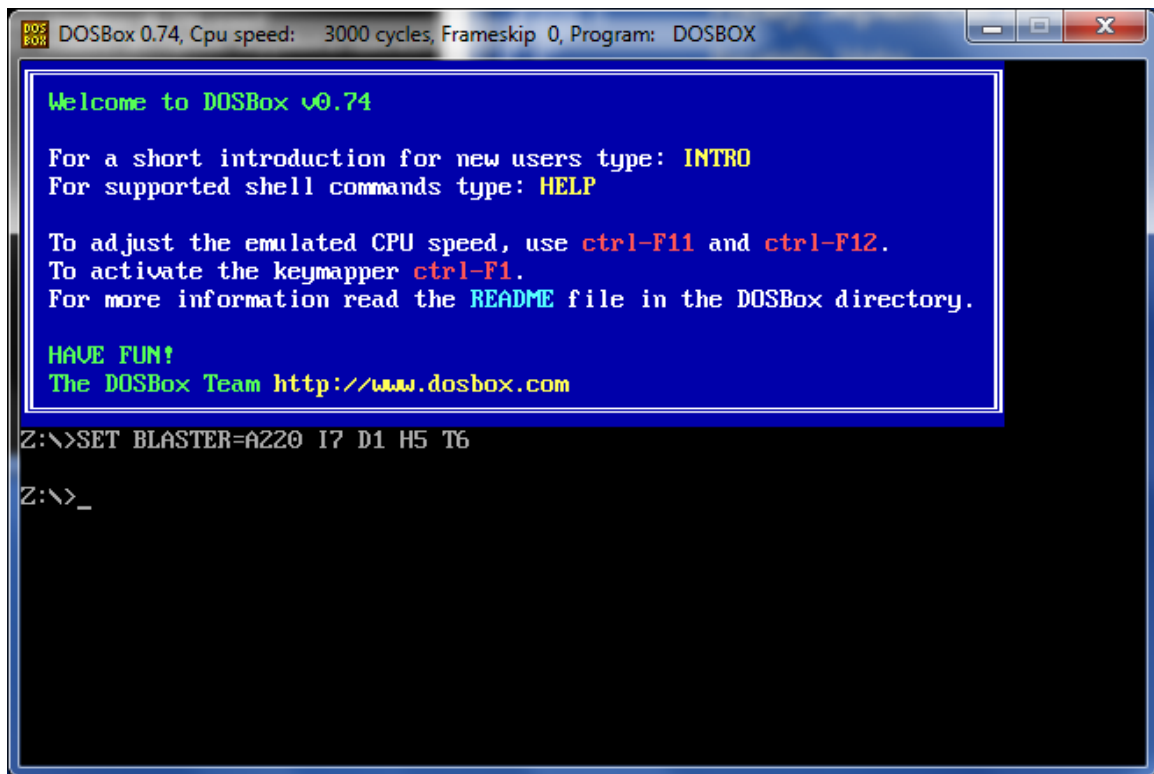 DOS BOX DOSBox 0.74, Cpu speed: 3000 cycles, Frameskip 0, Program: DOSBOX
Welcome to DOSBox v0.74
For a short introduction for new users type: INTRO
For supported shell commands type: HELP
To adjust the emulated CPU speed, use ctrl-F11 and ctrl-F12.
To activate the keymapper ctrl-F1.
For more information read the README file in the DOSBox directory.
HAVE FUN!
The DOSBox Team http://www.dosbox.com
Z:\>SET BLASTER=A220 I7 D1 H5 T6
Z:\>_